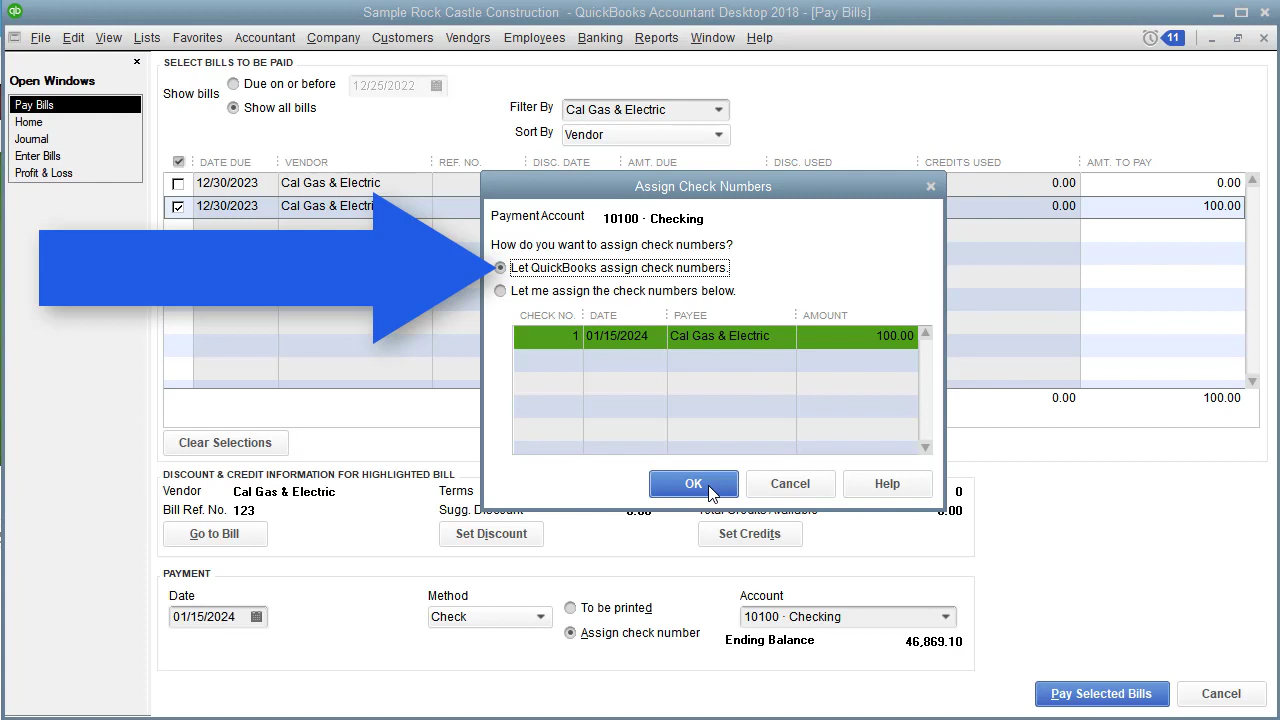 Sample Rock Castle Construction - QuickBooks Accountant Desktop 2018 - [Pay Bills]
File Edit View Lists Favorites Accountant Company Customers Vendors Employees Banking Reports Window Help 11
Open Windows
Pay Bills
Home
Journal
Enter Bills
Profit & Loss
SELECT BILLS TO BE PAID
Show bills
Due on or before 12/25/2022
Show all bills
Filter By Cal Gas & Electric
Sort By Vendor
DATE DUE VENDOR REF. NO. DISC. DATE AMT. DUE DISC. USED CREDITS USED AMT. TO PAY
12/30/2023 Cal Gas & Electric 0.00 0.00
12/30/2023 Cal Gas & Electri 0.00 100.00
0.00 100.00
Assign Check Numbers
Payment Account 10100 · Checking
How do you want to assign check numbers?
Let QuickBooks assign check numbers.
Let me assign the check numbers below.
CHECK NO. DATE PAYEE AMOUNT
1 01/15/2024 Cal Gas & Electric 100.00
OK Cancel Help
Clear Selections
DISCOUNT & CREDIT INFORMATION FOR HIGHLIGHTED BILL
Vendor Cal Gas & Electric Terms 0
Bill Ref. No. 123 Sugg. Discount 0.00 Total Credits Available 0.00
Go to Bill Set Discount Set Credits
PAYMENT
Date Method Account
01/15/2024 Check To be printed 10100 · Checking
Assign check number Ending Balance 46,869.10
Pay Selected Bills Cancel